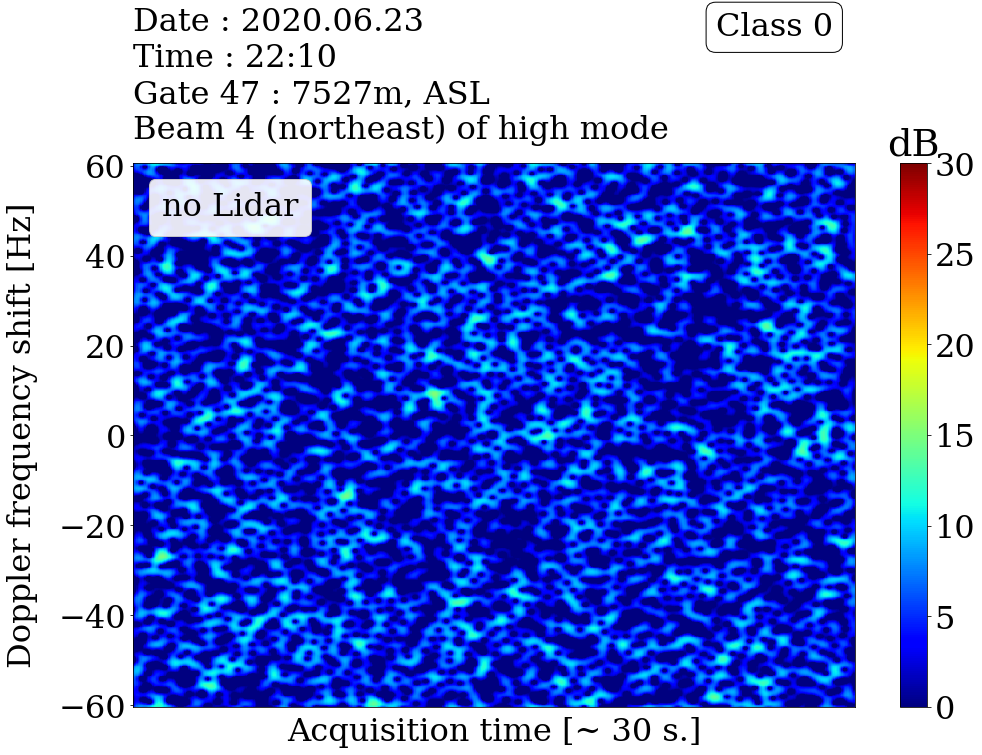 Date : 2020.06.23
Time : 22:10
Gate 47 : 7527m, ASL
Beam 4 (northeast) of high mode
Class 0
dB
no Lidar
Doppler frequency shift [Hz]
60
40
20
0
−20
−40
−60
30
25
20
15
10
5
0
Acquisition time [~ 30 s.]